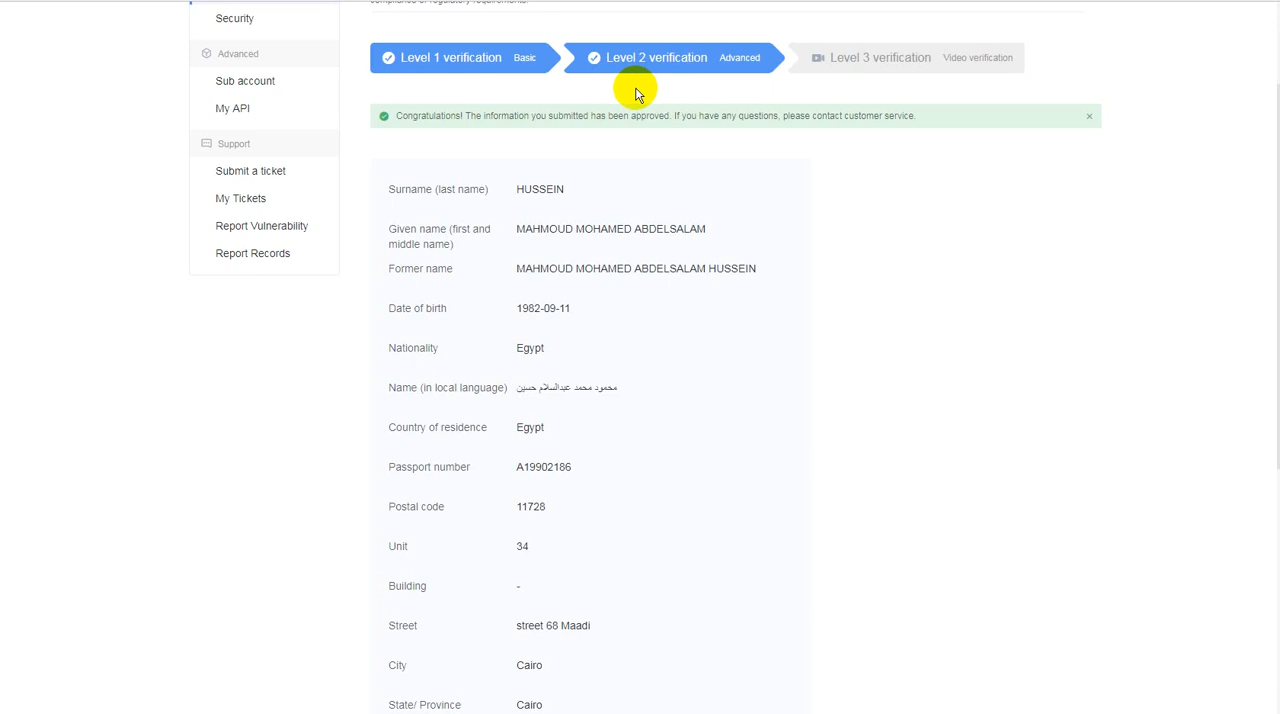 compliance or regulatory requirements.
Security
Advanced
Sub account
My API
Support
Submit a ticket
My Tickets
Report Vulnerability
Report Records
Level 1 verification Basic
Level 2 verification Advanced
Level 3 verification Video verification
Congratulations! The information you submitted has been approved. If you have any questions, please contact customer service.
Surname (last name) HUSSEIN
Given name (first and
middle name) MAHMOUD MOHAMED ABDELSALAM
Former name MAHMOUD MOHAMED ABDELSALAM HUSSEIN
Date of birth 1982-09-11
Nationality Egypt
Name (in local language) محمود محمد عبدالسلام حسين
Country of residence Egypt
Passport number A19902186
Postal code 11728
Unit 34
Building -
Street street 68 Maadi
City Cairo
State/ Province Cairo